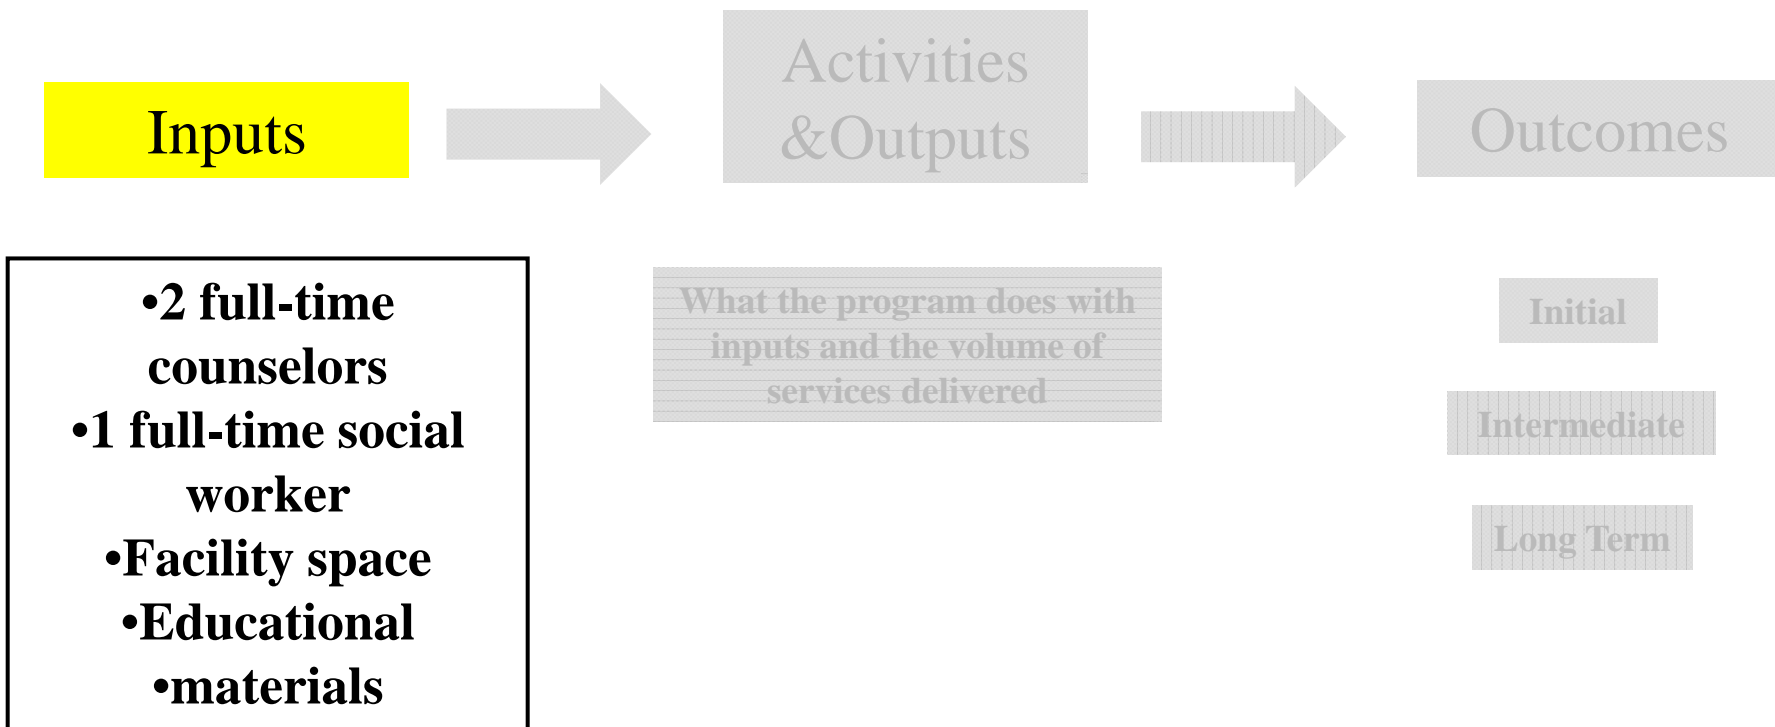 Inputs
Activities
&Outputs
Outcomes
•2 full-time
counselors
•1 full-time social
worker
•Facility space
•Educational
•materials
What the program does with
inputs and the volume of
services delivered
Initial
Intermediate
Long Term